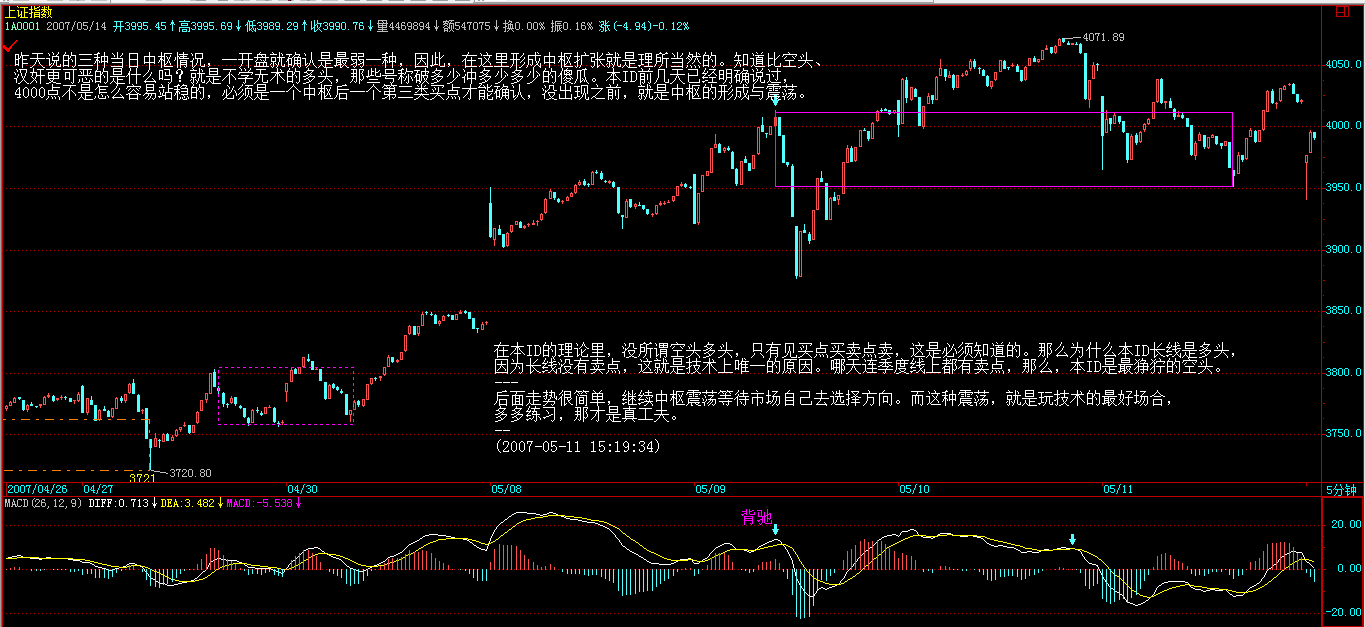 上证指数
1A0001 2007/05/14 开3995.45↑高3995.69↓低3989.29↑收3990.76↓量4469894↓额547075↓换0.00% 振0.16% 涨(-4.94)-0.12%
昨天说的三种当日中枢情况，一开盘就确认是最弱一种，因此，在这里形成中枢扩张就是理所当然的。知道比空头、
汉奸更可恶的是什么吗？就是不学无术的多头，那些号称破多少冲多少多少的傻瓜。本ID前几天已经明确说过，
4000点不是怎么容易站稳的，必须是一个中枢后一个第三类买点才能确认，没出现之前，就是中枢的形成与震荡。
4071.89
4050.0
4000.0
3950.0
3900.0
3850.0
3800.0
3750.0
在本ID的理论里，没所谓空头多头，只有见买点买卖点卖，这是必须知道的。那么为什么本ID长线是多头，
因为长线没有卖点，这就是技术上唯一的原因。哪天连季度线上都有卖点，那么，本ID是最狰狞的空头。
---
后面走势很简单，继续中枢震荡等待市场自己去选择方向。而这种震荡，就是玩技术的最好场合，
多多练习，那才是真工夫。
--
(2007-05-11 15:19:34)
3721
3720.80
2007/04/26 04/27 04/30 05/08 05/09 05/10 05/11 5分钟
MACD(26,12,9) DIFF:0.713↓DEA:3.482↓MACD:-5.538↓
背驰
20.00
0.00
-20.00